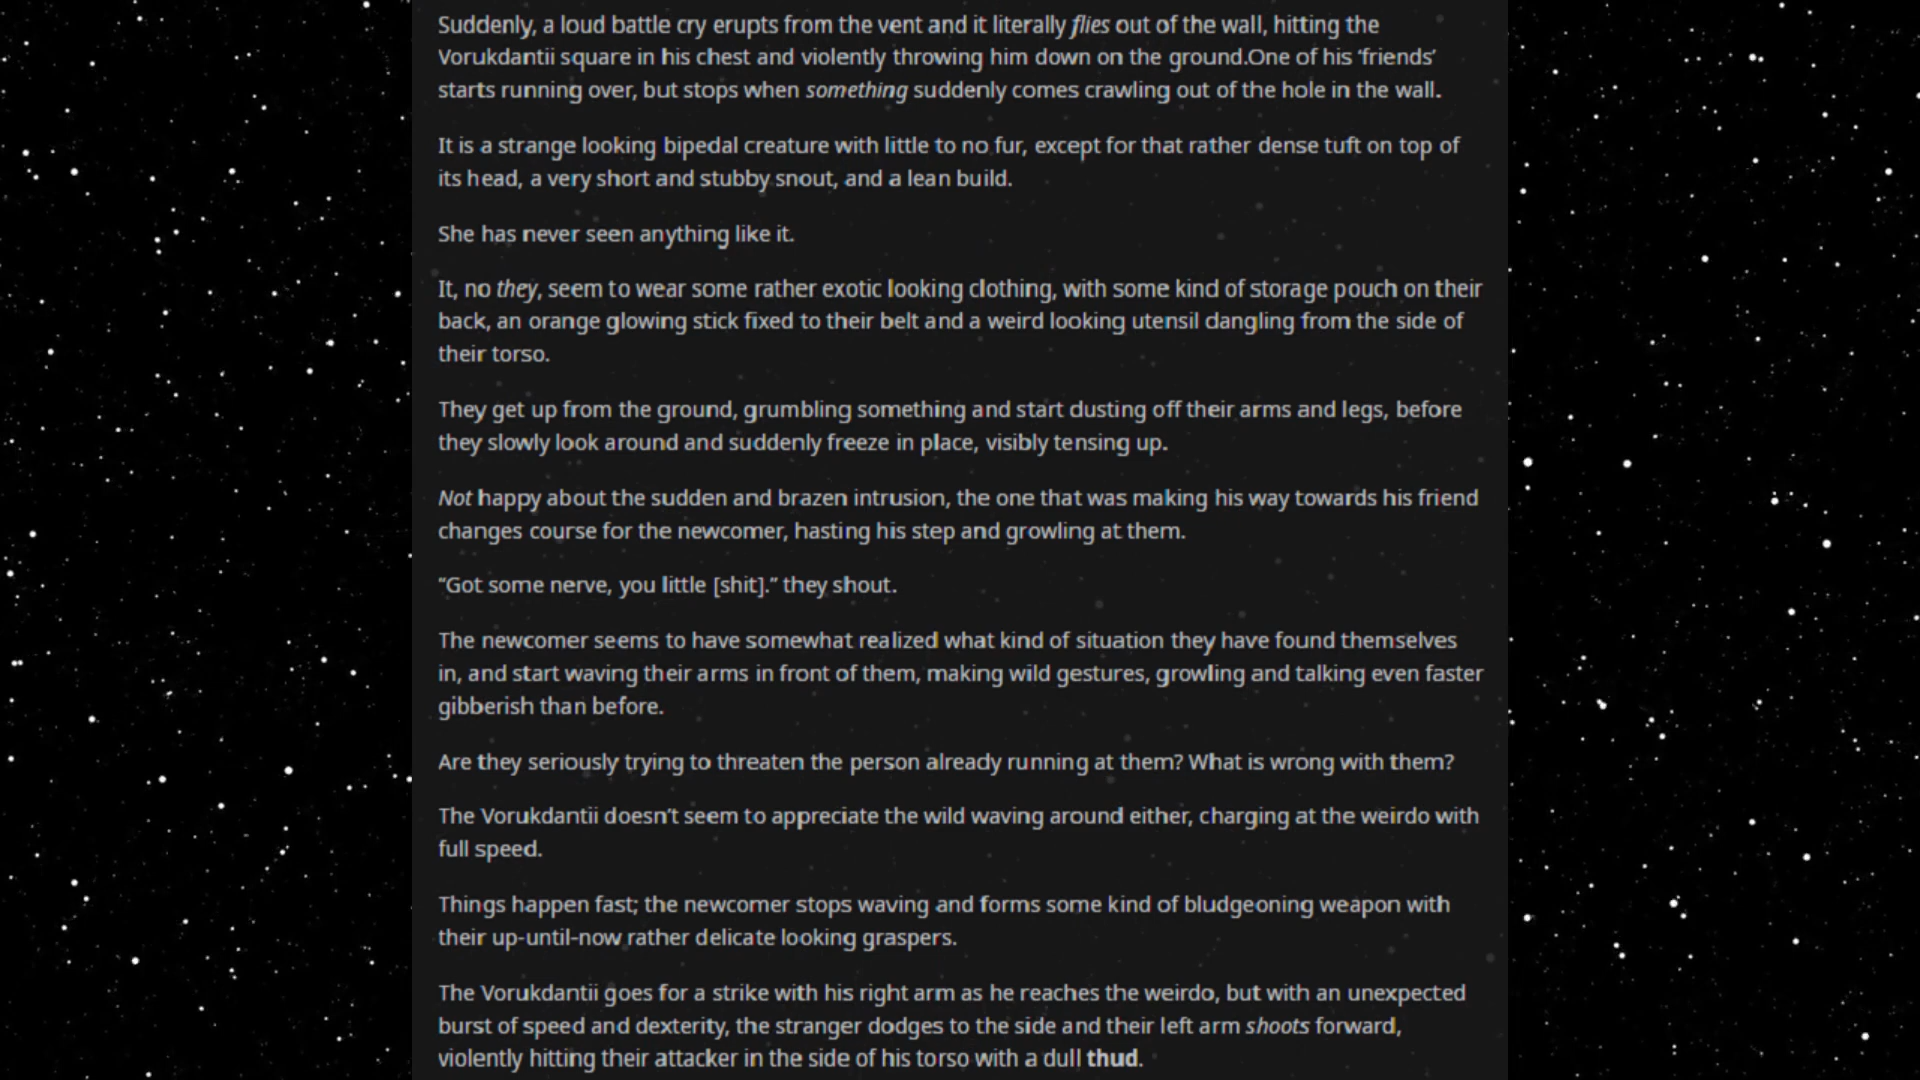 Suddenly, a loud battle cry erupts from the vent and it literally flies out of the wall, hitting the
Vorukdantii square in his chest and violently throwing him down on the ground.One of his ‘friends’
starts running over, but stops when something suddenly comes crawling out of the hole in the wall.
It is a strange looking bipedal creature with little to no fur, except for that rather dense tuft on top of
its head, a very short and stubby snout, and a lean build.
She has never seen anything like it.
It, no they, seem to wear some rather exotic looking clothing, with some kind of storage pouch on their
back, an orange glowing stick fixed to their belt and a weird looking utensil dangling from the side of
their torso.
They get up from the ground, grumbling something and start dusting off their arms and legs, before
they slowly look around and suddenly freeze in place, visibly tensing up.
Not happy about the sudden and brazen intrusion, the one that was making his way towards his friend
changes course for the newcomer, hasting his step and growling at them.
“Got some nerve, you little [shit].” they shout.
The newcomer seems to have somewhat realized what kind of situation they have found themselves
in, and start waving their arms in front of them, making wild gestures, growling and talking even faster
gibberish than before.
Are they seriously trying to threaten the person already running at them? What is wrong with them?
The Vorukdantii doesn’t seem to appreciate the wild waving around either, charging at the weirdo with
full speed.
Things happen fast; the newcomer stops waving and forms some kind of bludgeoning weapon with
their up-until-now rather delicate looking graspers.
The Vorukdantii goes for a strike with his right arm as he reaches the weirdo, but with an unexpected
burst of speed and dexterity, the stranger dodges to the side and their left arm shoots forward,
violently hitting their attacker in the side of his torso with a dull thud.